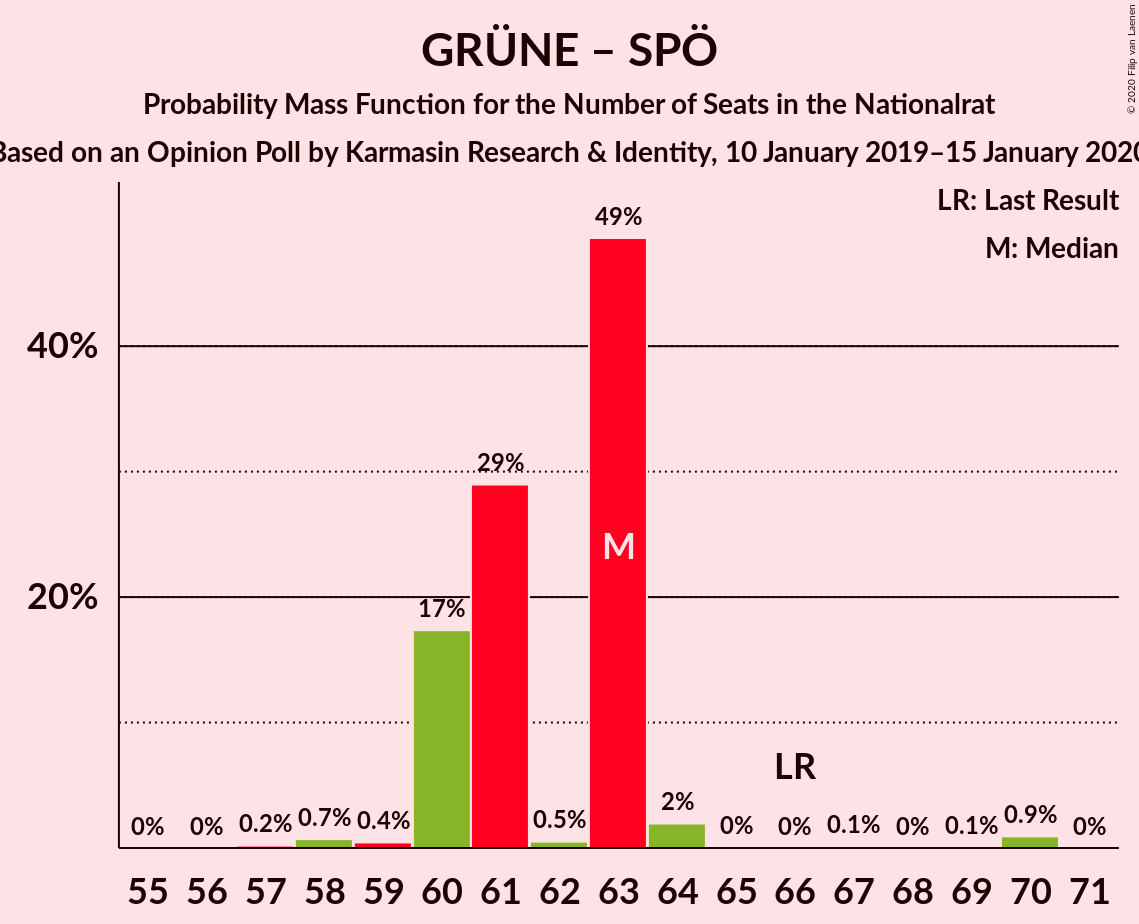 GRÜNE – SPÖ
Probability Mass Function for the Number of Seats in the Nationalrat
Based on an Opinion Poll by Karmasin Research & Identity, 10 January 2019–15 January 2020
© 2020 Filip van Laenen
LR: Last Result
M: Median
40%
20%
0% 0% 0.2% 0.7% 0.4% 17% 29% 0.5% 49% 2% 0% 0% 0.1% 0% 0.1% 0.9% 0%
M
LR
55 56 57 58 59 60 61 62 63 64 65 66 67 68 69 70 71